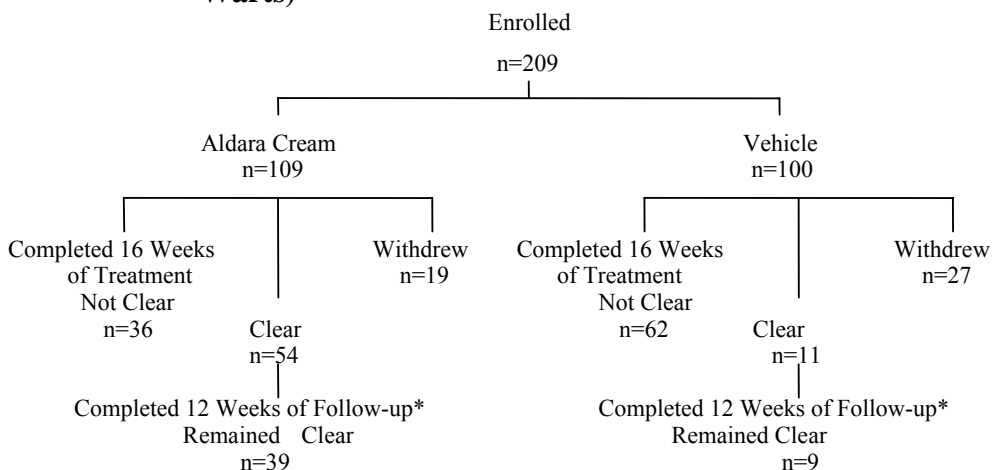 Warts)
Enrolled
n=209
Aldara Cream
n=109
Vehicle
n=100
Completed 16 Weeks
of Treatment
Not Clear
n=36
Clear
n=54
Withdrew
n=19
Completed 12 Weeks of Follow-up*
Remained Clear
n=39
Completed 16 Weeks
of Treatment
Not Clear
n=62
Clear
n=11
Withdrew
n=27
Completed 12 Weeks of Follow-up*
Remained Clear
n=9